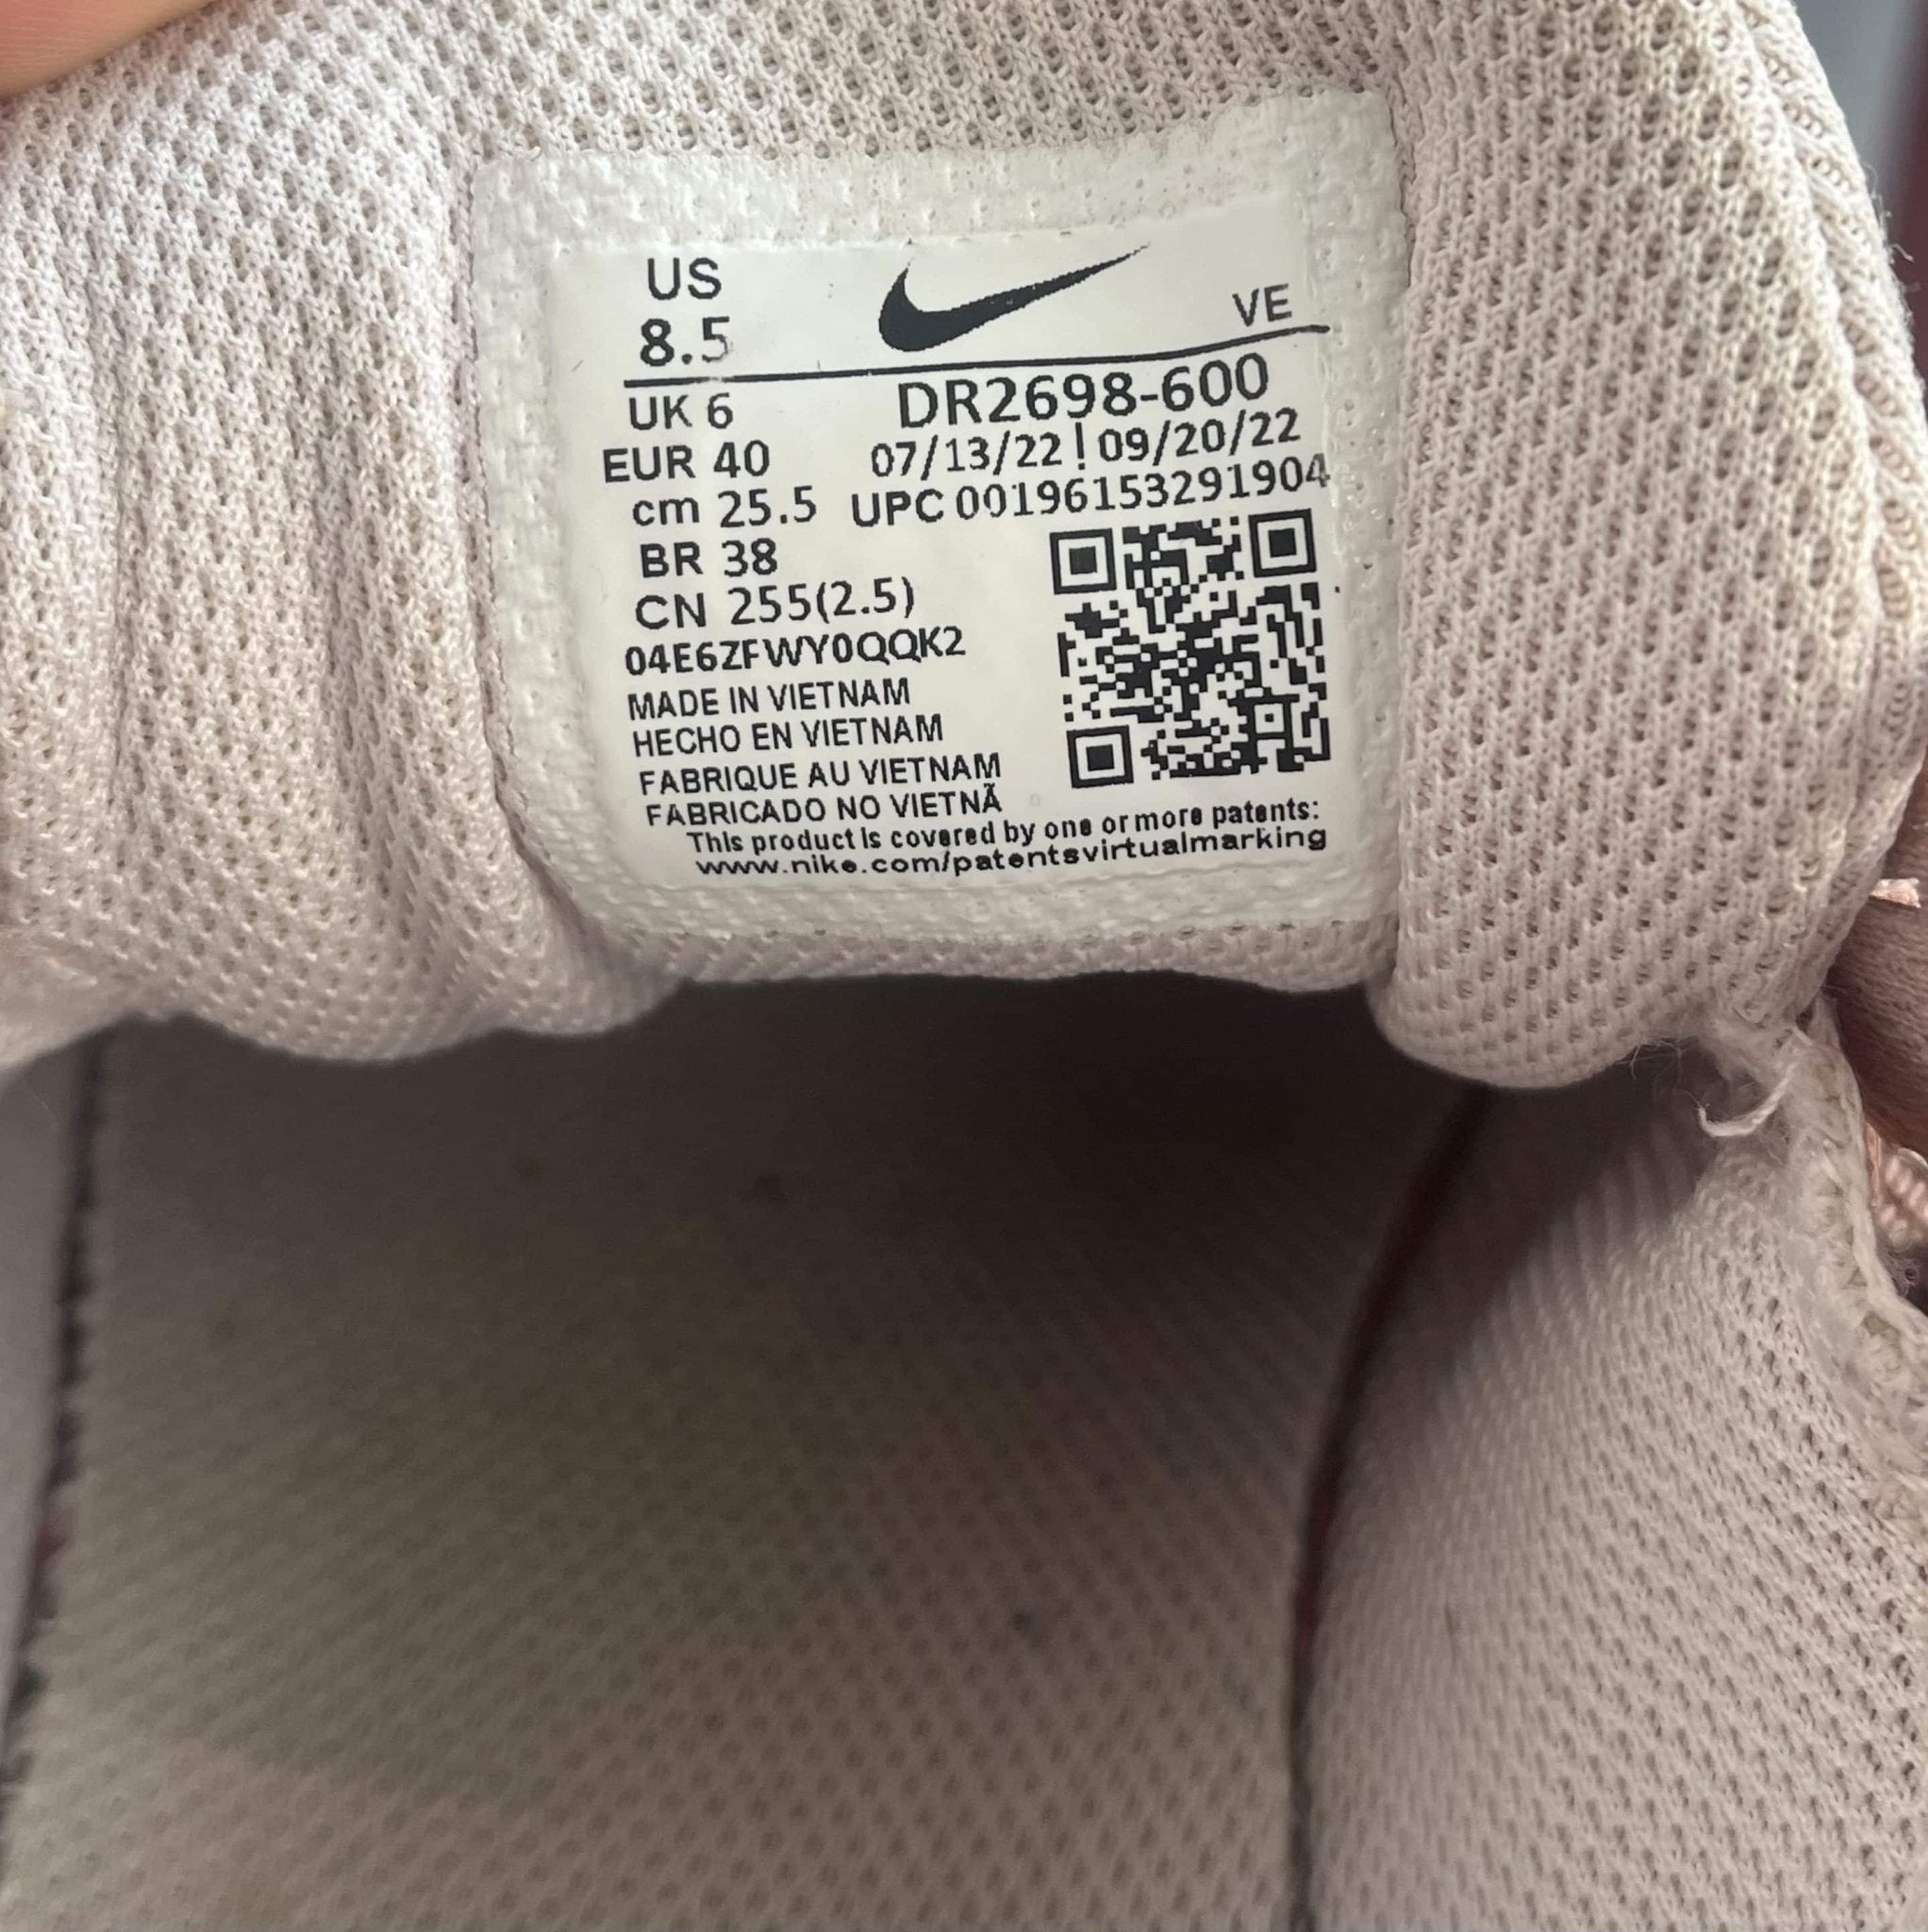 US
8.5
VE
UK 6
DR2698-600
EUR 40
07/13/22 ! 09/20/22
cm 25.5
UPC 00196153291904
BR 38
CN 255(2.5)
04E6ZFWY0QQK2
MADE IN VIETNAM
HECHO EN VIETNAM
FABRIQUE AU VIETNAM
FABRICADO NO VIETNÃ
This product is covered by one or more patents:
www.nike.com/patentsvirtualmarking